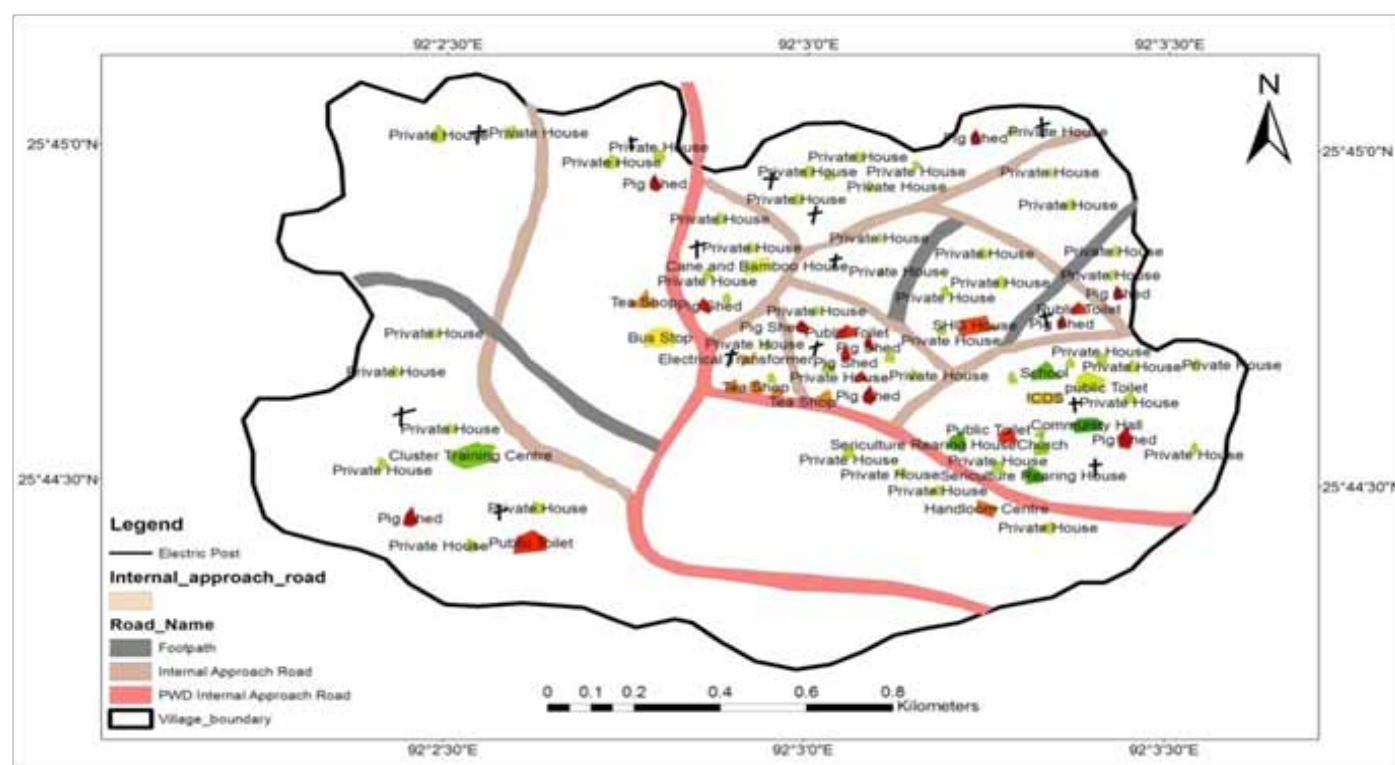 92°2'30"E
92°3'0"E
92°3'30"E
N
25°45'0"N
25°45'0"N
Private House
Private House
Private House
Private House
Pig Shed
Pig Shed
Private House
Private House
Private House
Private House
Private House
Private House
Private House
Private House
Private House
Private House
Private House
Private House
Cane and Bamboo House
Private House
Private House
Private House
Private House
Private House
Private House
Tea Shopp
Pig Shed
Pig Shed
Private House
Public Toilet
Bus Stop
Pig Shed
Public Toilet
SHG House
Pig Shed
Private House
Private House
Pig Shed
Private House
Private House
Electrical Transformer
Pig Shed
Private House
Private House
Private House
School
Private House
Private House
Tea Shop
public Toilet
Tea Shop
Pig Shed
ICDS
Private House
Private House
Public Toilet
Community Hall
Sericulture Rearing House
Church
Pig Shed
Cluster Training Centre
Private House
Private House
Private House
Private House
Private House
Sericulture Rearing House
25°44'30"N
25°44'30"N
Private House
Handloom Centre
Private House
Pig Shed
Private House
Private House
Public Toilet
Legend
Electric Post
Internal_approach_road
Road_Name
Footpath
Internal Approach Road
PWD Internal Approach Road
Village_boundary
0 0.1 0.2 0.4 0.6 0.8
Kilometers
92°2'30"E
92°3'0"E
92°3'30"E